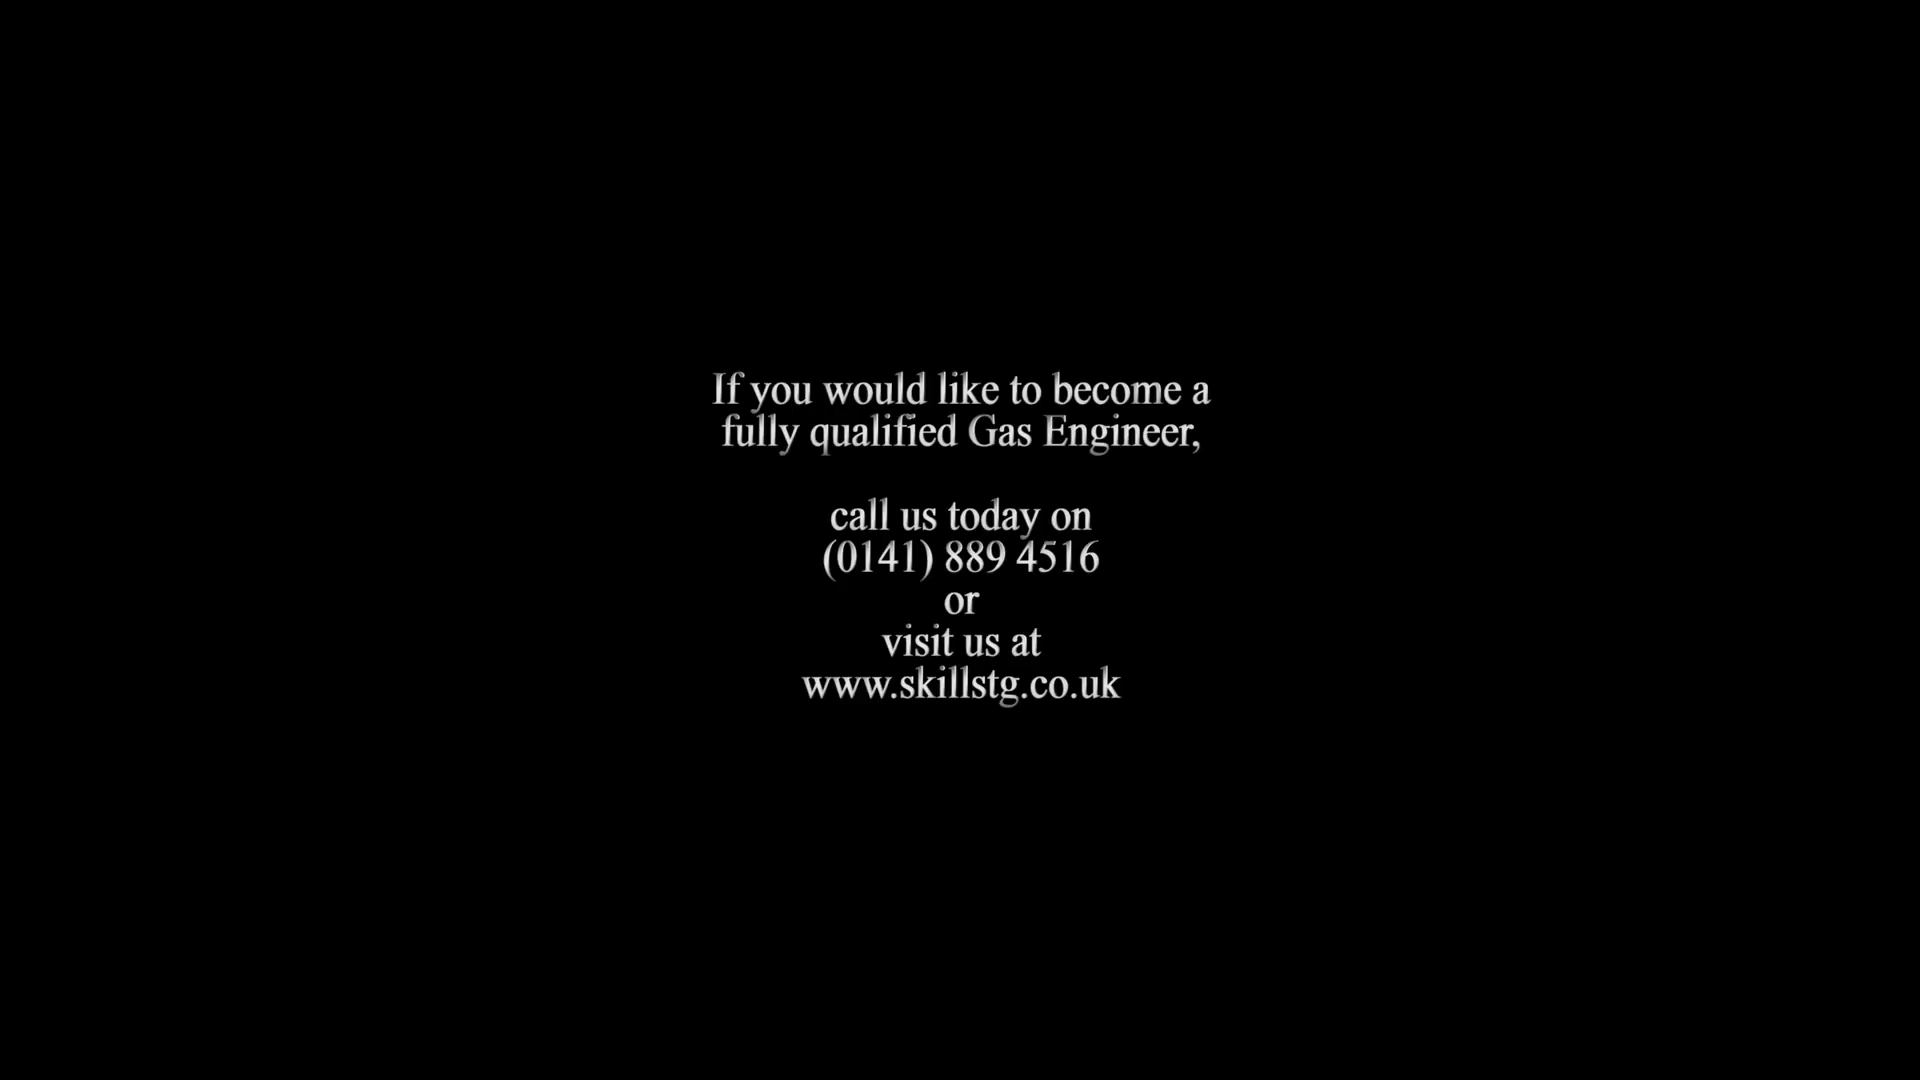 If you would like to become a
fully qualified Gas Engineer,
call us today on
(0141) 889 4516
or
visit us at
www.skillstg.co.uk